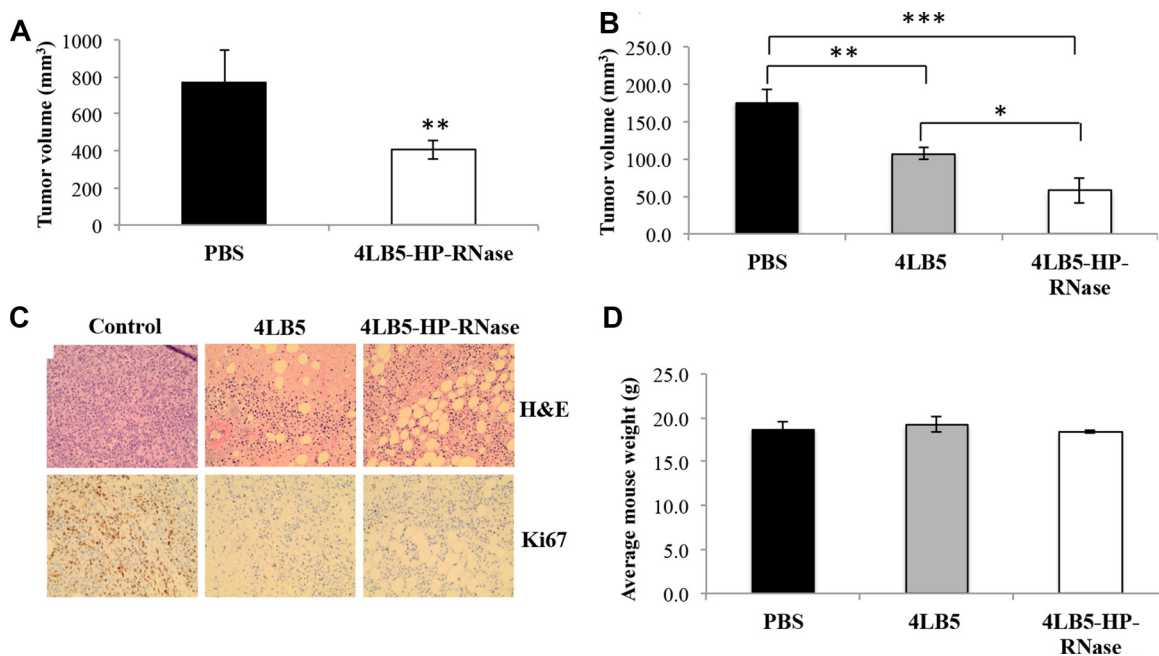 A
Tumor volume (mm³)
1000
800
600
400
200
0
**
PBS
4LB5-HP-RNase
B
Tumor volume (mm³)
250.0
200.0
150.0
100.0
50.0
0.0
***
**
*
PBS
4LB5
4LB5-HP-
RNase
C
Control
4LB5
4LB5-HP-RNase
H&E
Ki67
D
Average mouse weight (g)
25.0
20.0
15.0
10.0
5.0
0.0
PBS
4LB5
4LB5-HP-
RNase